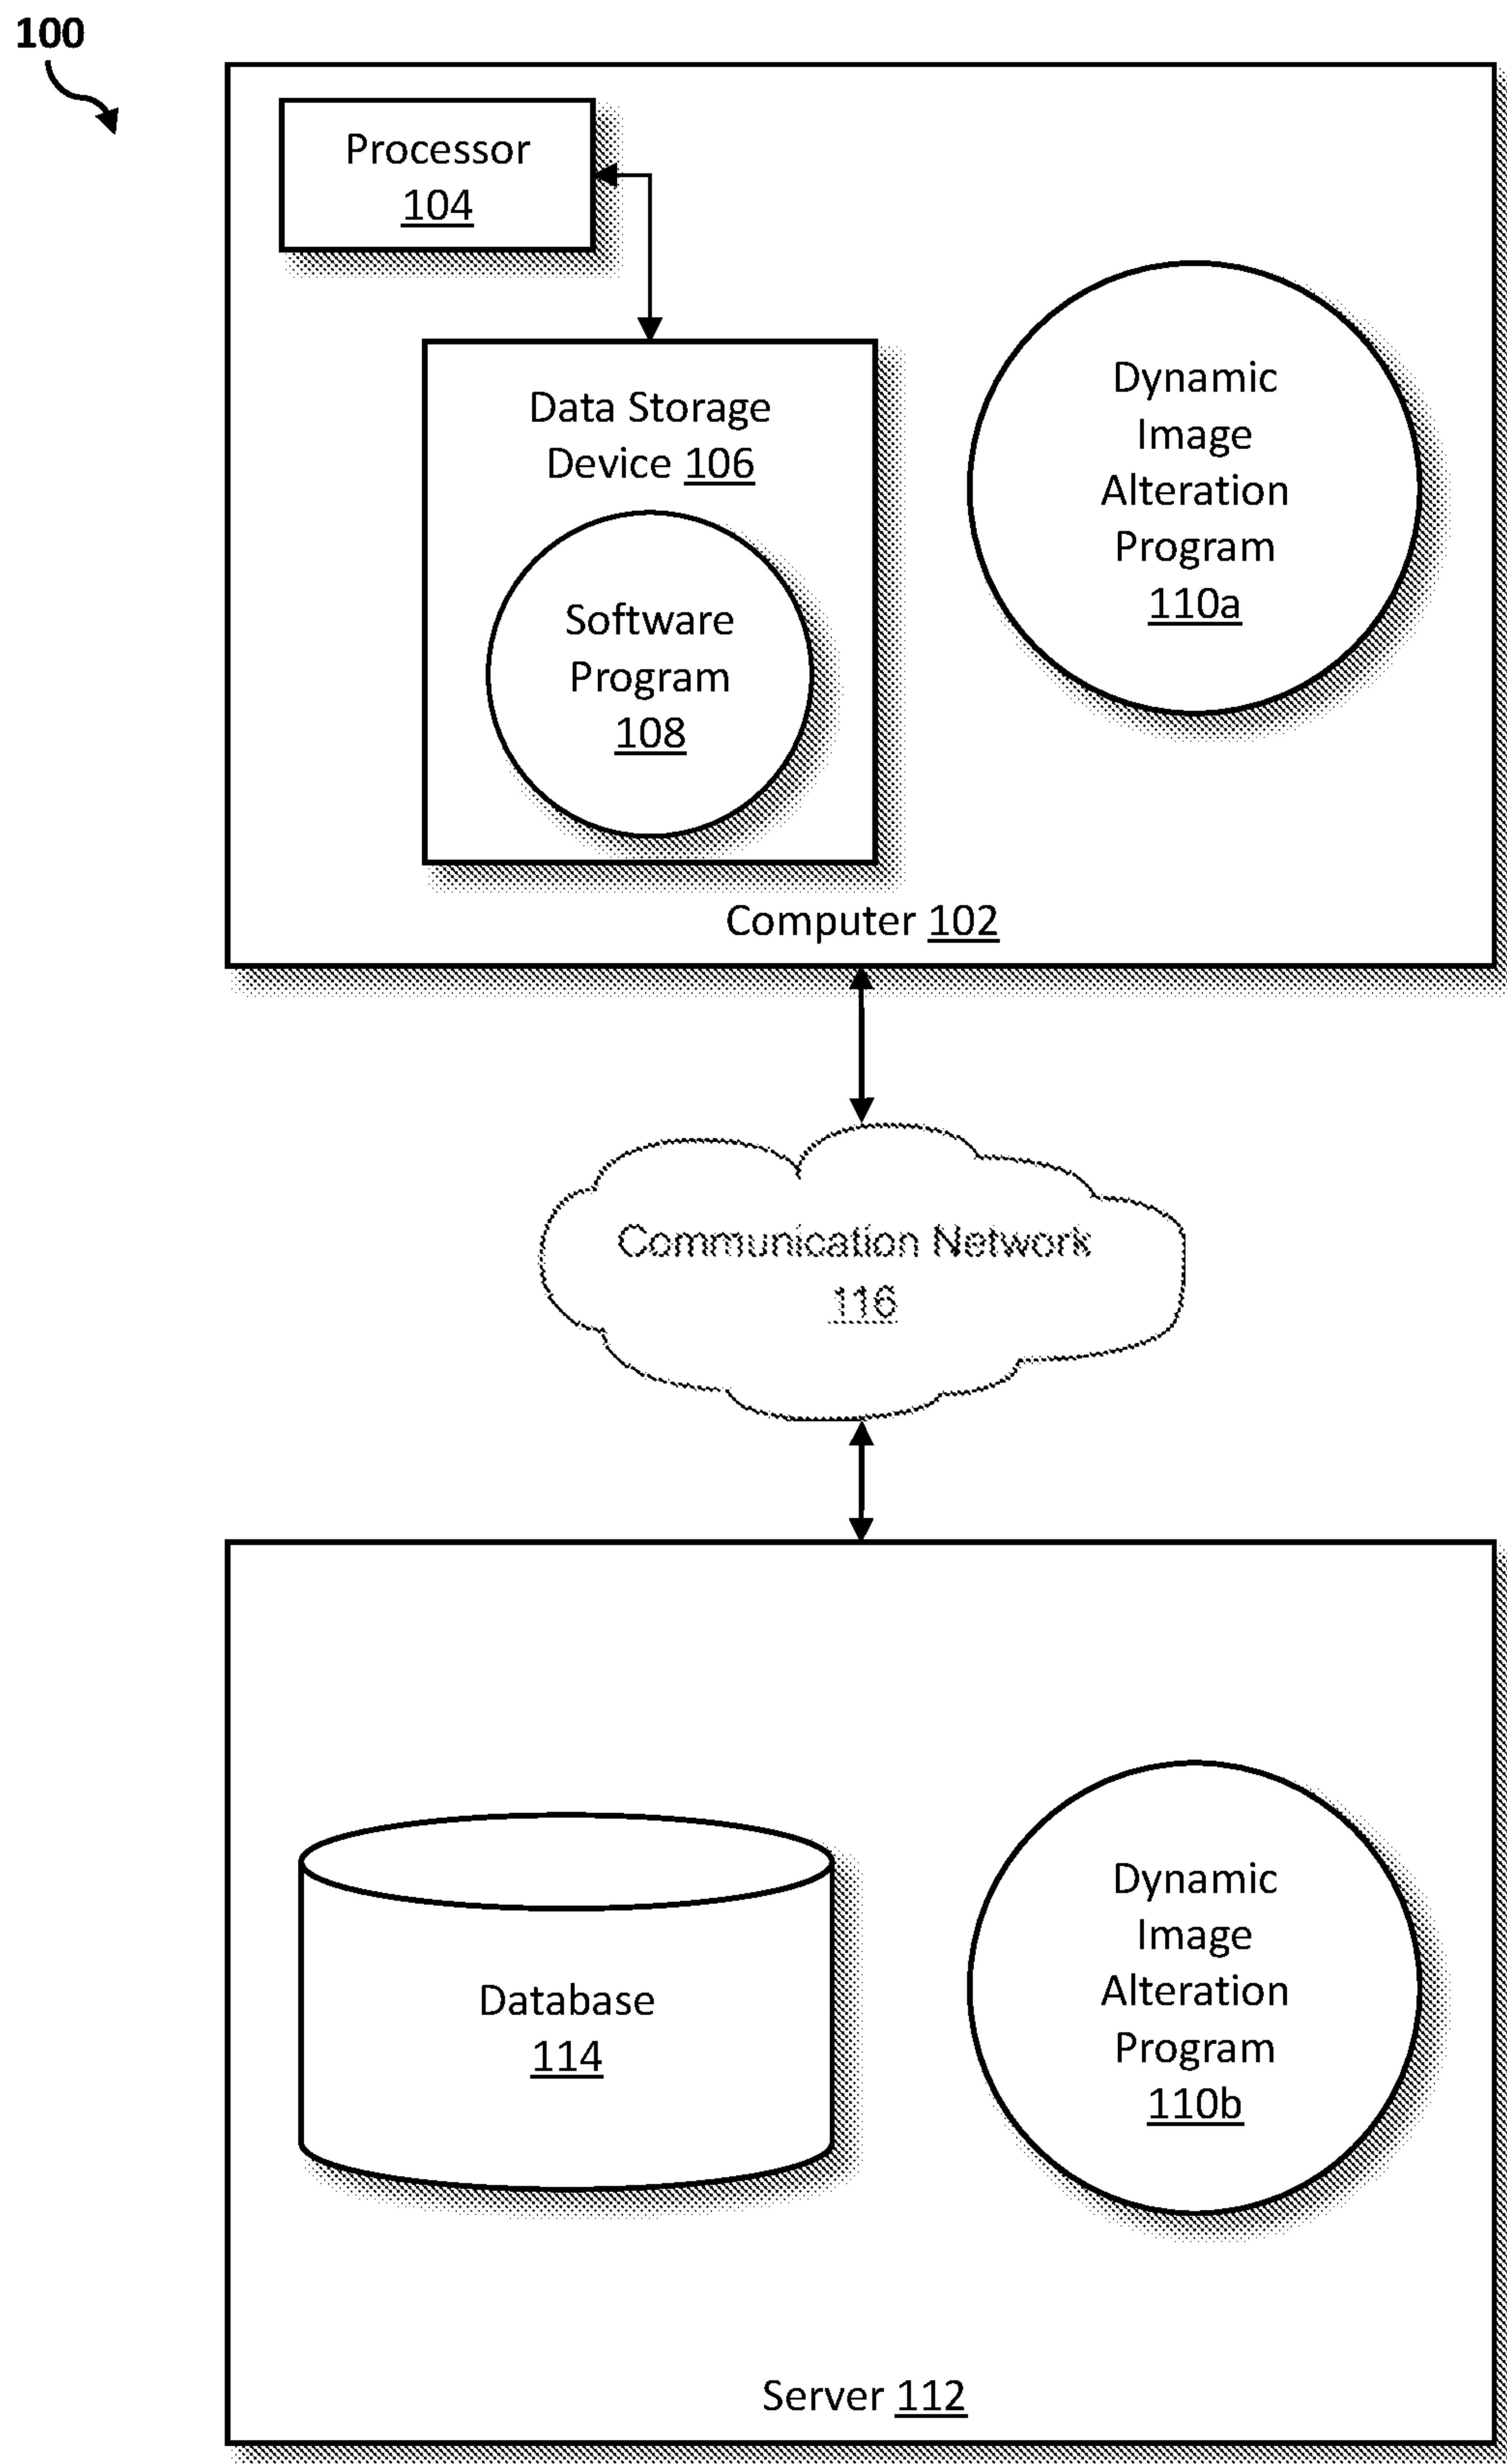 100
Processor
104
Data Storage
Device 106
Software
Program
108
Dynamic
Image
Alteration
Program
110a
Computer 102
Communication Network
116
Database
114
Dynamic
Image
Alteration
Program
110b
Server 112